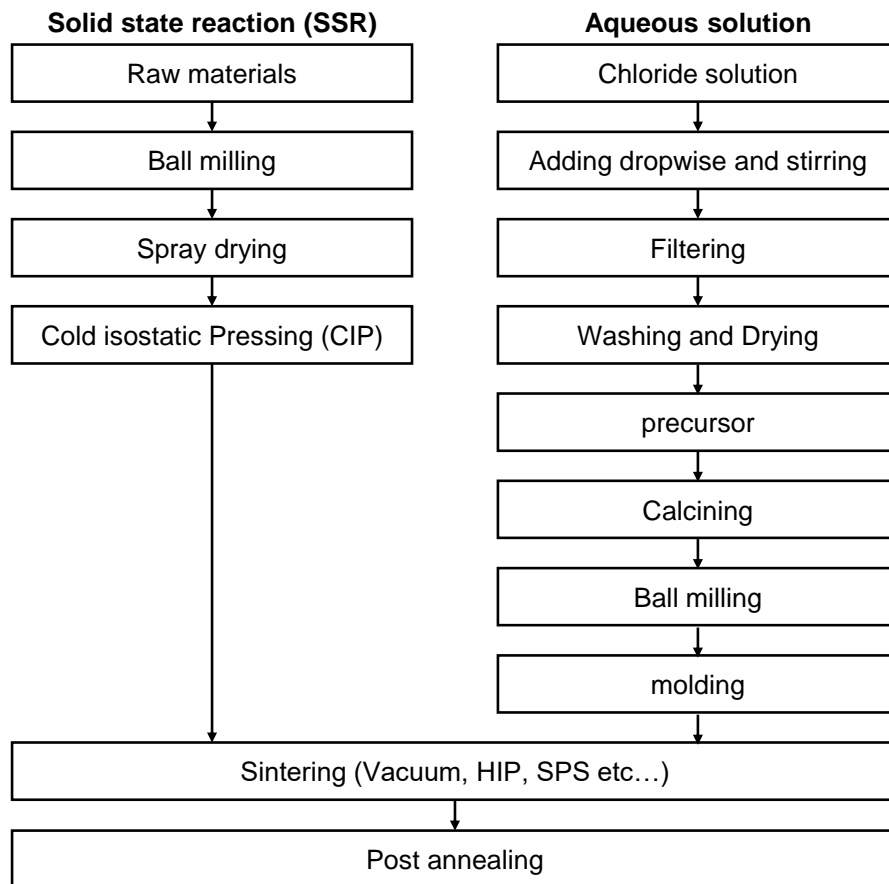 Solid state reaction (SSR)
Raw materials
Ball milling
Spray drying
Cold isostatic Pressing (CIP)
Aqueous solution
Chloride solution
Adding dropwise and stirring
Filtering
Washing and Drying
precursor
Calcining
Ball milling
molding
Sintering (Vacuum, HIP, SPS etc…)
Post annealing